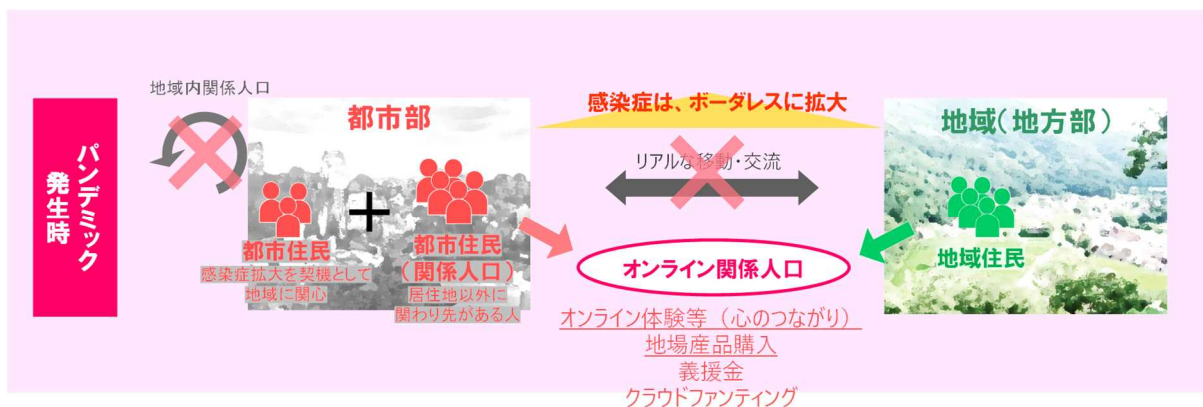 パンデミック
発生時
地域内関係人口
都市部
都市住民
感染症拡大を契機として
地域に関心
＋
都市住民
（関係人口）
居住地以外に
関わり先がある人
感染症は、ボーダレスに拡大
リアルな移動・交流
オンライン関係人口
オンライン体験等（心のつながり）
地場産品購入
義援金
クラウドファンティング
地域（地方部）
地域住民